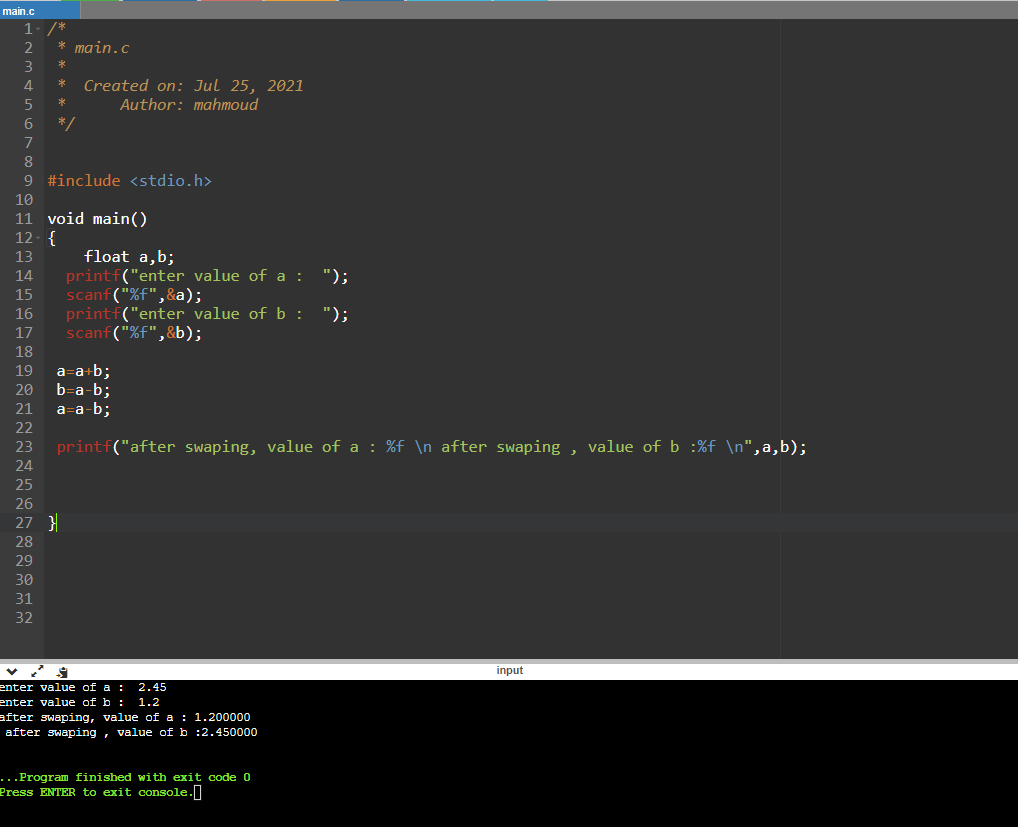 main.c
1 /*
2  * main.c
3  *
4  *  Created on: Jul 25, 2021
5  *      Author: mahmoud
6  */
7
8
9 #include <stdio.h>
10
11 void main()
12 {
13     float a,b;
14   printf("enter value of a :  ");
15   scanf("%f",&a);
16   printf("enter value of b :  ");
17   scanf("%f",&b);
18
19  a=a+b;
20  b=a-b;
21  a=a-b;
22
23  printf("after swaping, value of a : %f \n after swaping , value of b :%f \n",a,b);
24
25
26
27 }
28
29
30
31
32
input
enter value of a :  2.45
enter value of b :  1.2
after swaping, value of a : 1.200000
 after swaping , value of b :2.450000
...Program finished with exit code 0
Press ENTER to exit console.